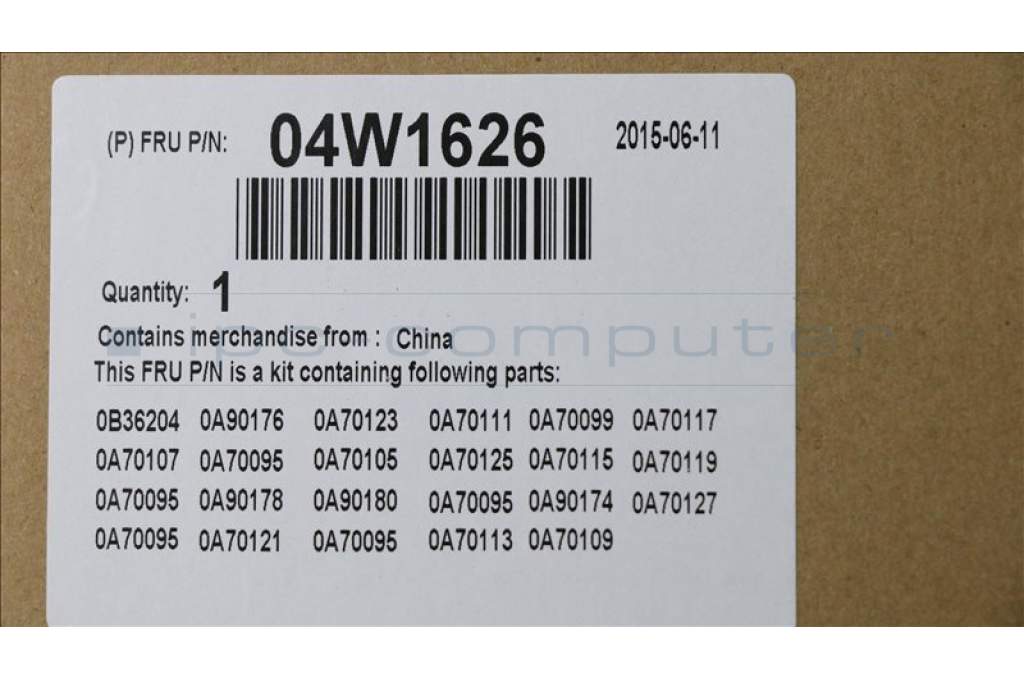 (P) FRU P/N: 04W1626 2015-06-11
Quantity: 1
ipc-computer
Contains merchandise from : China
This FRU P/N is a kit containing following parts:
0B36204 0A90176 0A70123 0A70111 0A70099 0A70117
0A70107 0A70095 0A70105 0A70125 0A70115 0A70119
0A70095 0A90178 0A90180 0A70095 0A90174 0A70127
0A70095 0A70121 0A70095 0A70113 0A70109